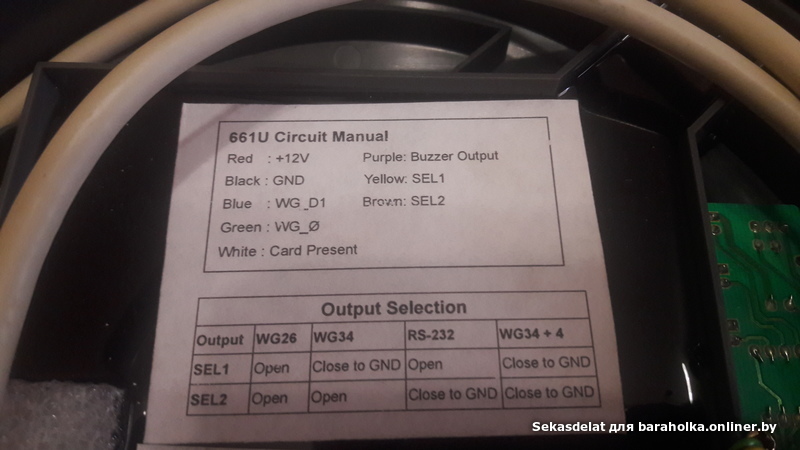 661U Circuit Manual
Red : +12V Purple: Buzzer Output
Black : GND Yellow: SEL1
Blue : WG_D1 Brown: SEL2
Green : WG_Ø
White : Card Present
Output Selection
Output WG26 WG34 RS-232 WG34 + 4
SEL1 Open Close to GND Open Close to GND
SEL2 Open Open Close to GND Close to GND
Sekasdelat для baraholka.onliner.by